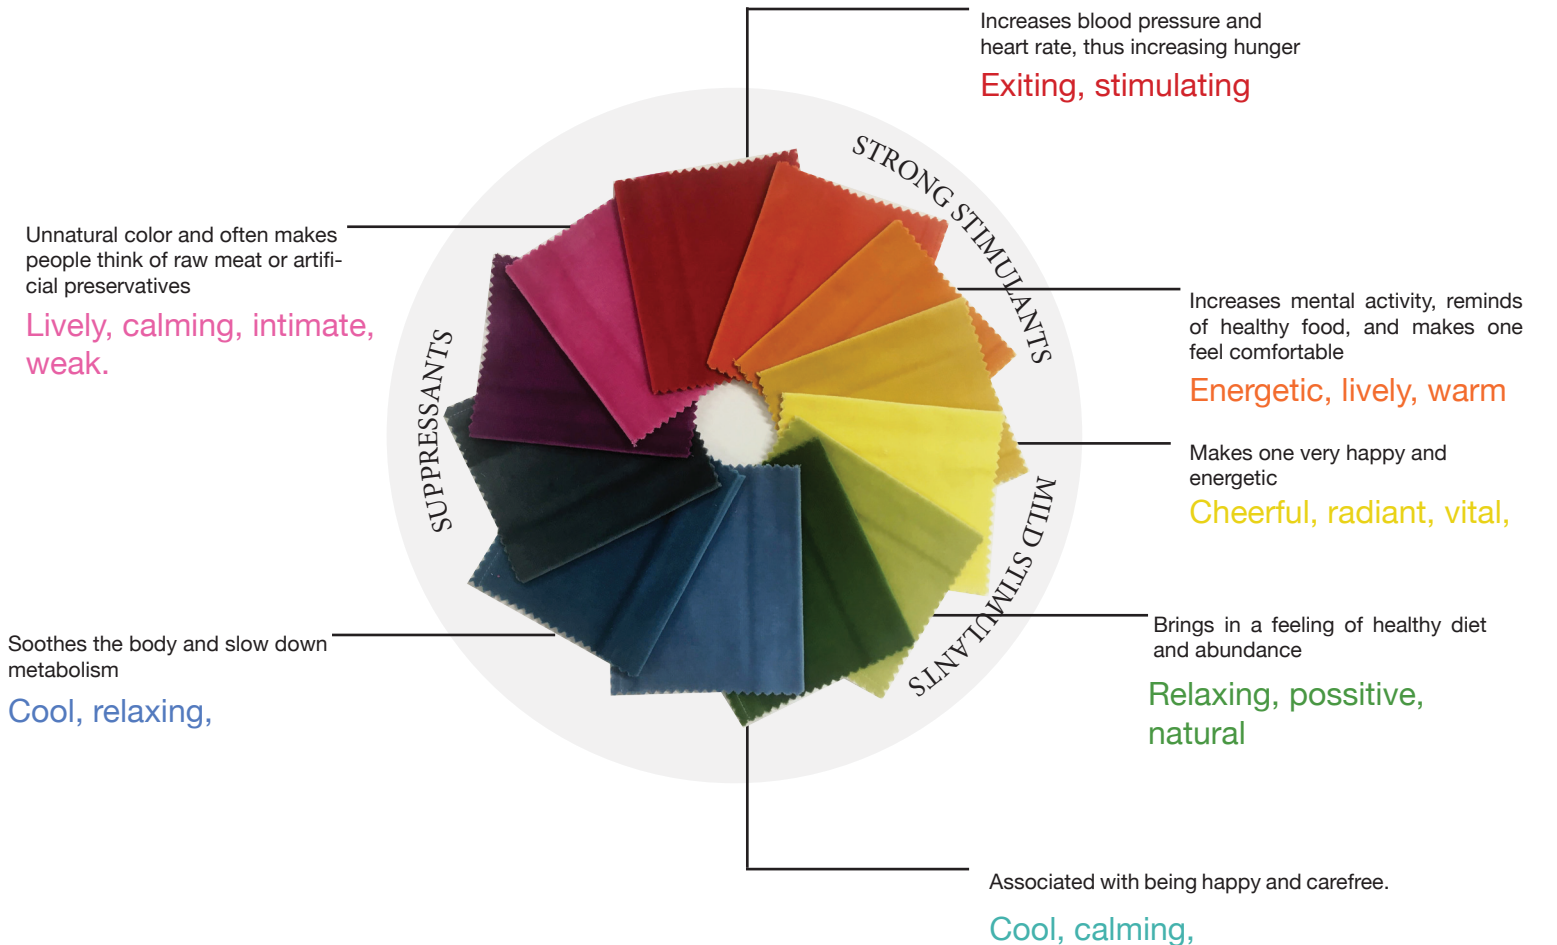 Increases blood pressure and
heart rate, thus increasing hunger
Exiting, stimulating
STRONG STIMULANTS
Unnatural color and often makes
people think of raw meat or artifi-
cial preservatives
Lively, calming, intimate,
weak.
Increases mental activity, reminds
of healthy food, and makes one
feel comfortable
Energetic, lively, warm
SUPPRESSANTS
Makes one very happy and
energetic
Cheerful, radiant, vital,
MILD STIMULANTS
Brings in a feeling of healthy diet
and abundance
Relaxing, possitive,
natural
Soothes the body and slow down
metabolism
Cool, relaxing,
Associated with being happy and carefree.
Cool, calming,